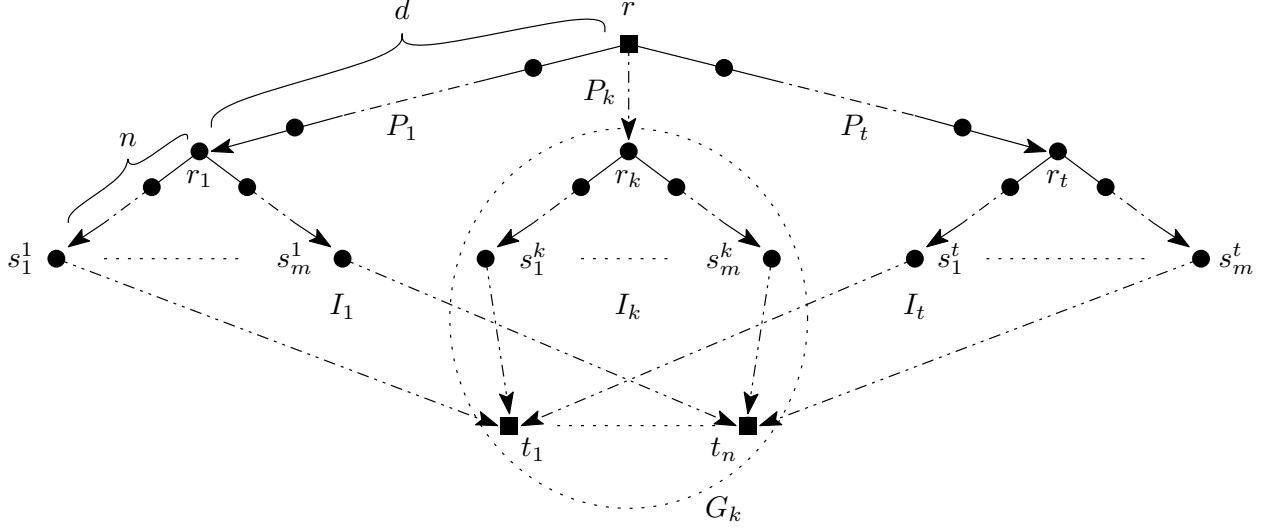 d
r
P_k
P_1
P_t
n
r_1
r_k
r_t
s_1^1
s_m^1
s_1^k
s_m^k
s_1^t
s_m^t
I_1
I_k
I_t
t_1
t_n
G_k